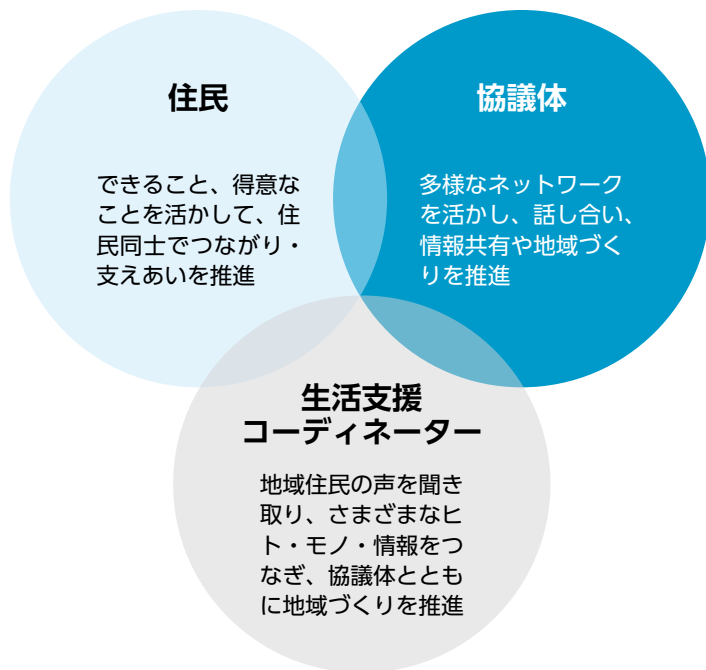 住民
できること、得意な
ことを活かして、住
民同士でつながり・
支えあいを推進
協議体
多様なネットワーク
を活かし、話し合い、
情報共有や地域づく
りを推進
生活支援
コーディネーター
地域住民の声を聞き
取り、さまざまなヒ
ト・モノ・情報をつ
なぎ、協議体ととも
に地域づくりを推進